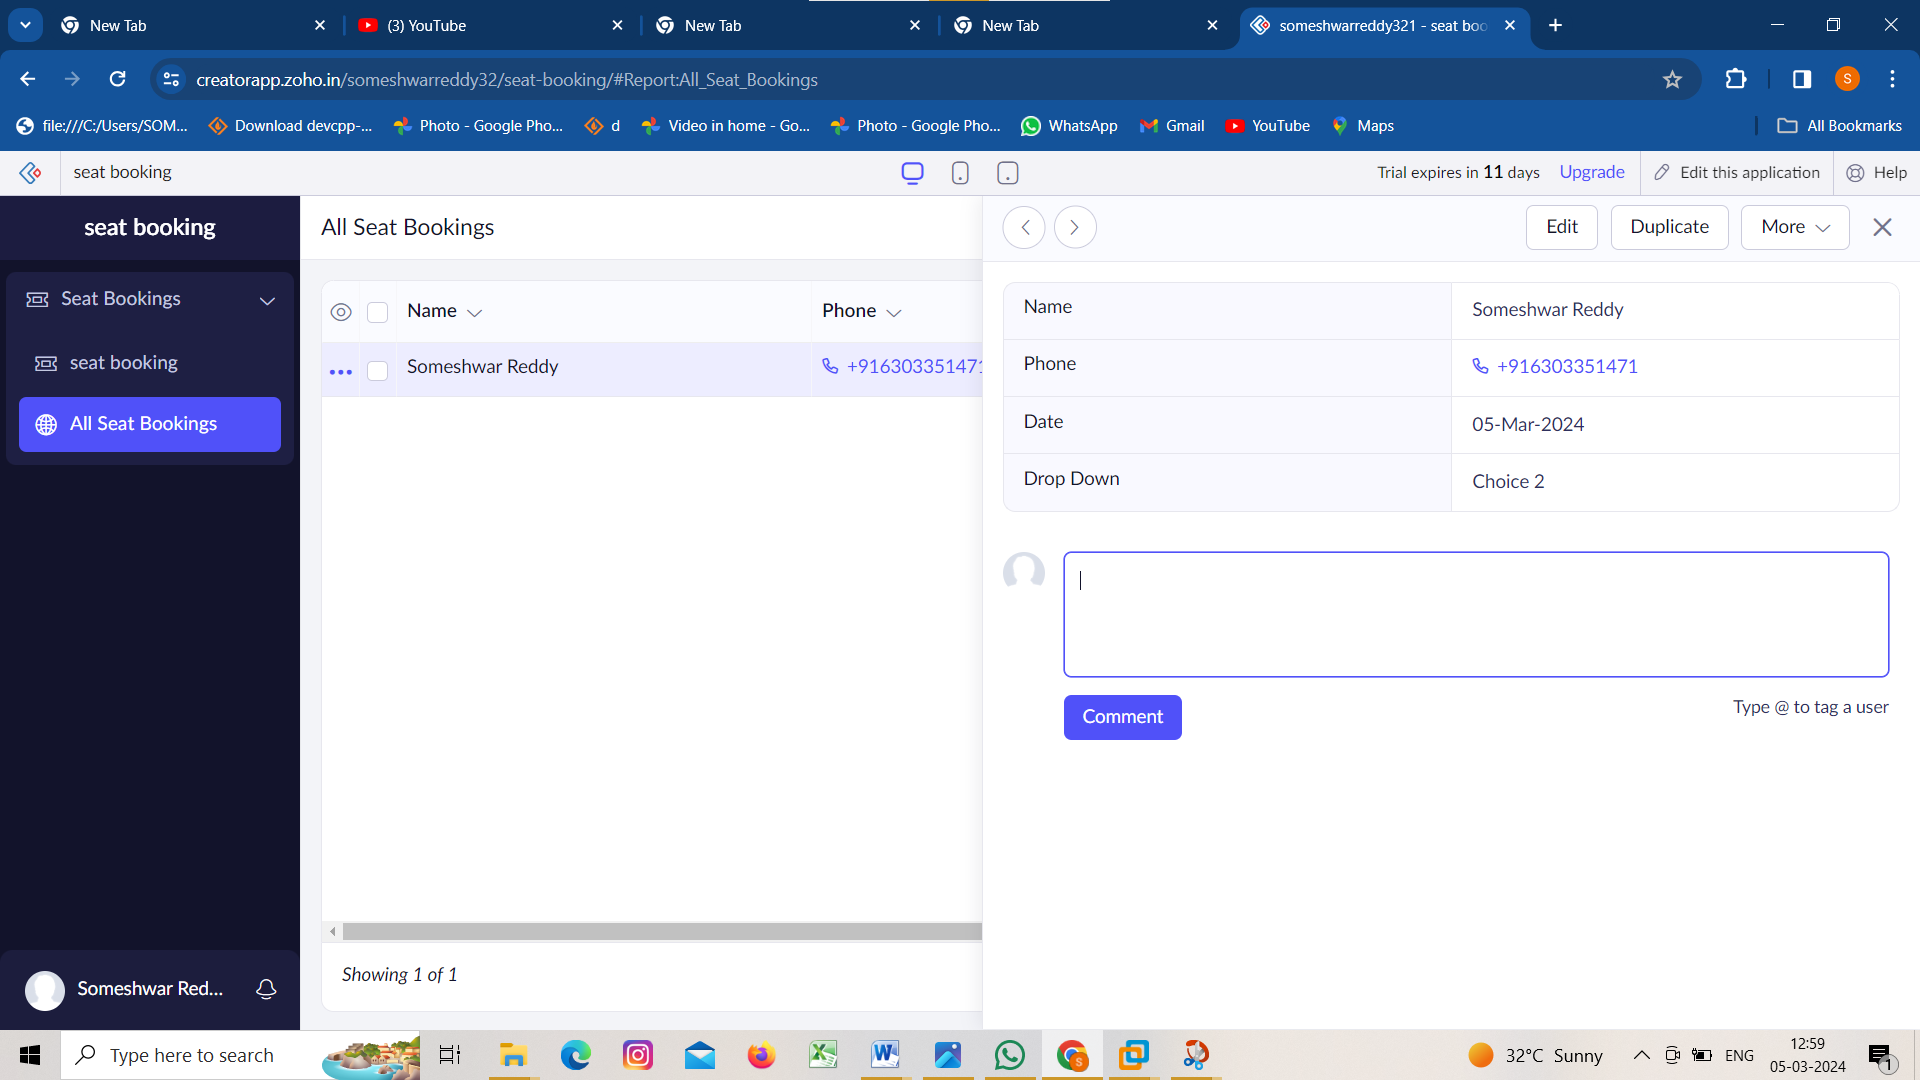 New Tab
(3) YouTube
New Tab
New Tab
someshwarreddy321 - seat boo
creatorapp.zoho.in/someshwarreddy32/seat-booking/#Report:All_Seat_Bookings
S
file:///C:/Users/SOM...
Download devcpp-...
Photo - Google Pho...
d
Video in home - Go...
Photo - Google Pho...
WhatsApp
Gmail
YouTube
Maps
All Bookmarks
seat booking
Trial expires in 11 days
Upgrade
Edit this application
Help
seat booking
Seat Bookings
seat booking
All Seat Bookings
Someshwar Red...
All Seat Bookings
Name
Phone
Someshwar Reddy
+916303351471
Showing 1 of 1
Edit
Duplicate
More
Name
Someshwar Reddy
Phone
+916303351471
Date
05-Mar-2024
Drop Down
Choice 2
Comment
Type @ to tag a user
Type here to search
32°C Sunny
ENG
12:59
05-03-2024
1